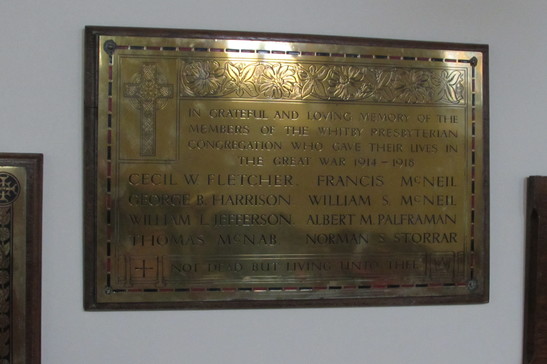 IN GRATEFUL AND LOVING MEMORY OF THE
MEMBERS OF THE WHITBY PRESBYTERIAN
CONGREGATION WHO GAVE THEIR LIVES IN
THE GREAT WAR 1914-1918
CECIL W FLETCHER. FRANCIS McNEIL
GEORGE B HARRISON WILLIAM S McNEIL
WILLIAM L JEFFERSON ALBERT M. PALFRAMAN
THOMAS McNAB NORMAN S STORRAR
NOT DEAD BUT LIVING UNTO THEE